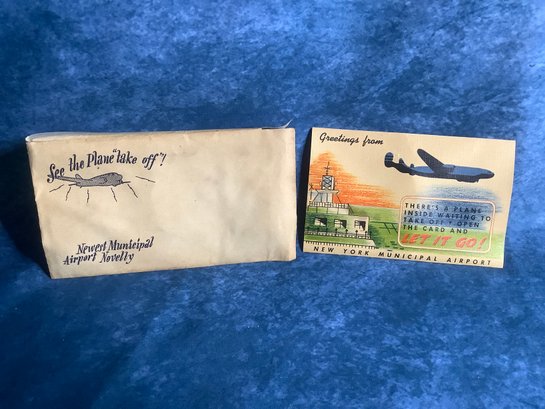 See the Plane "take off"!
Newest Municipal
Airport Novelty
Greetings from
THERE'S A PLANE
INSIDE WAITING TO
TAKE OFF • OPEN
THE CARD AND
LET IT GO!
NEW YORK MUNICIPAL AIRPORT